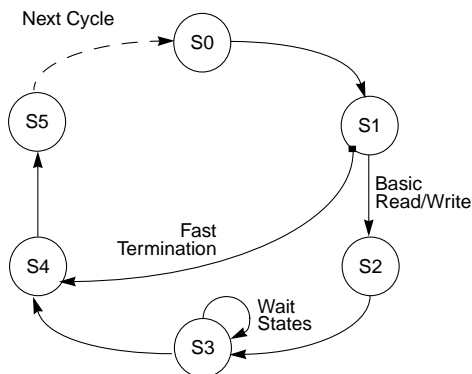 Next Cycle
S0
S5
S1
Basic
Read/Write
Fast
Termination
S4
S2
Wait
States
S3